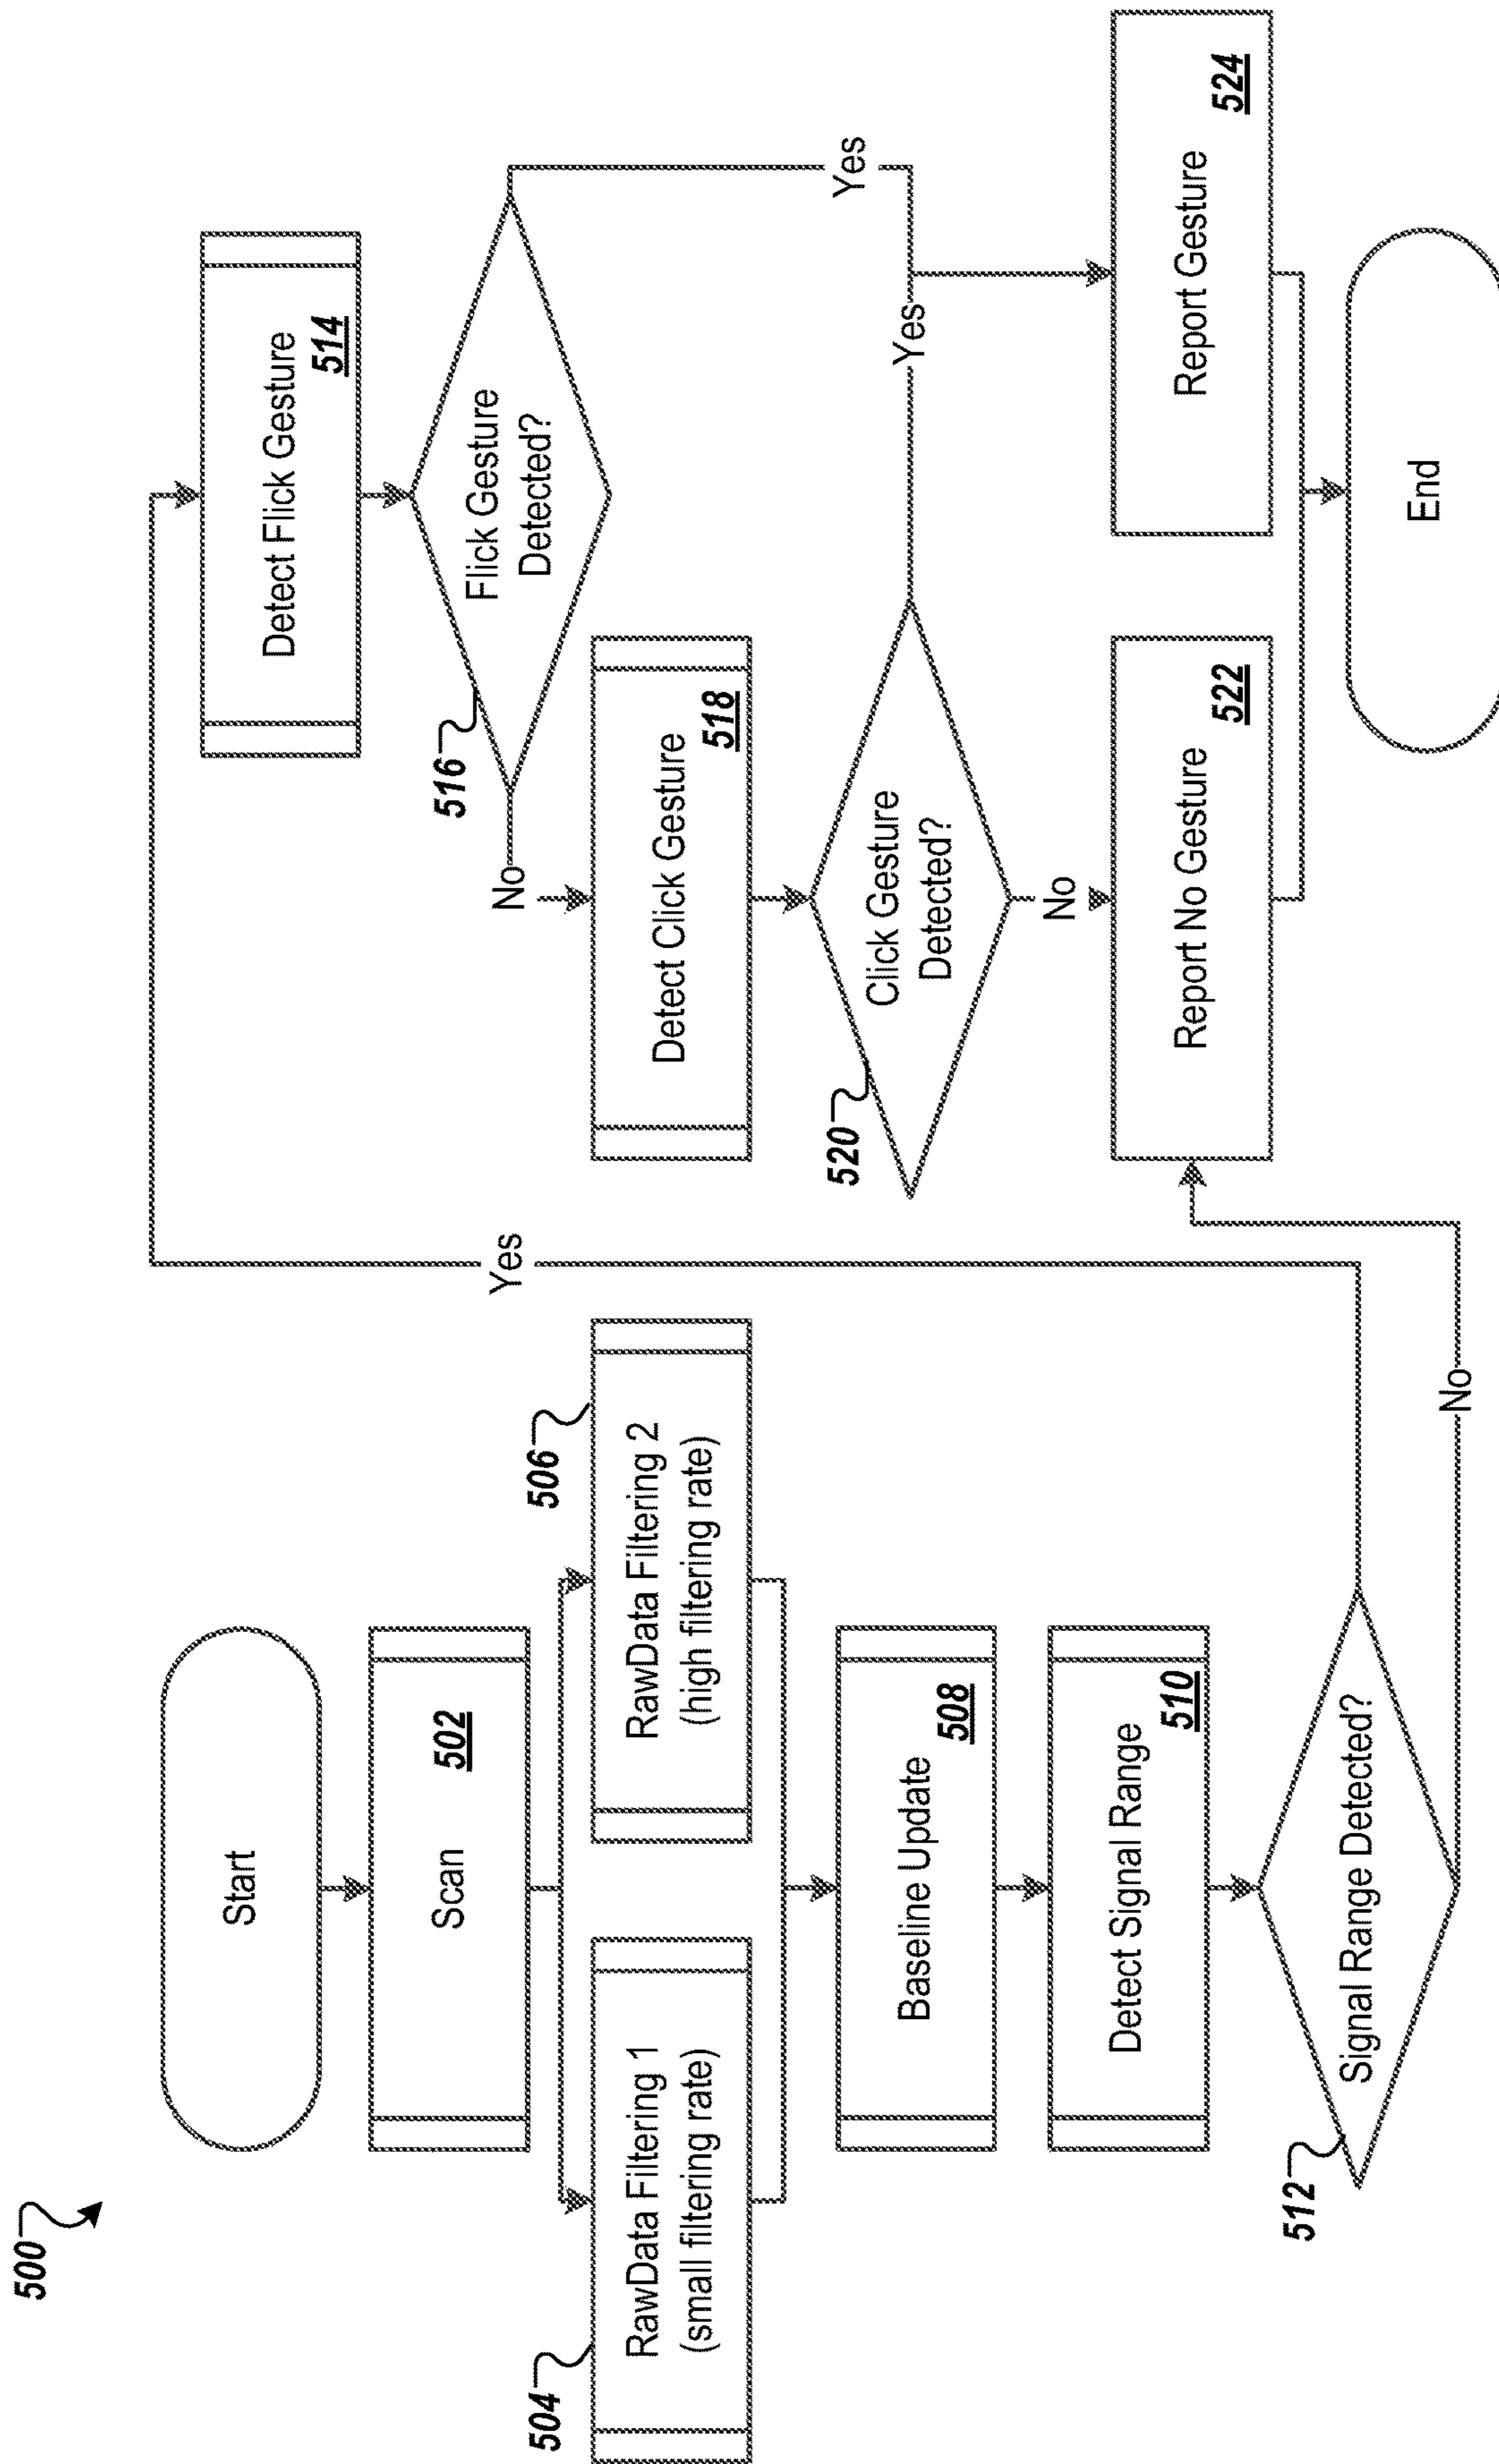 500
Start
Scan
502
504
RawData Filtering 1
(small filtering rate)
506
RawData Filtering 2
(high filtering rate)
Baseline Update
508
Detect Signal Range
510
512
Signal Range Detected?
Yes
No
Detect Flick Gesture
514
516
Flick Gesture
Detected?
No
Yes
Detect Click Gesture
518
520
Click Gesture
Detected?
Yes
No
Report No Gesture
522
Report Gesture
524
End